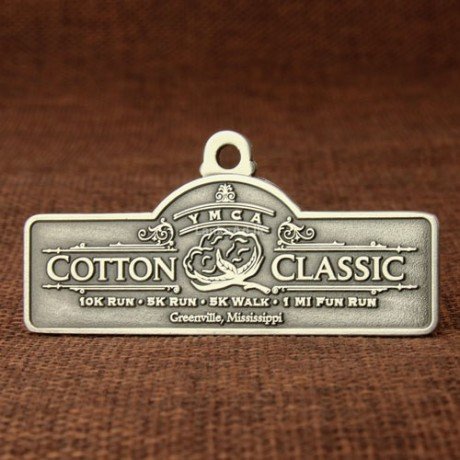 YMCA
COTTON CLASSIC
10K RUN • 5K RUN • 5K WALK • 1 MI FUN RUN
Greenville, Mississippi